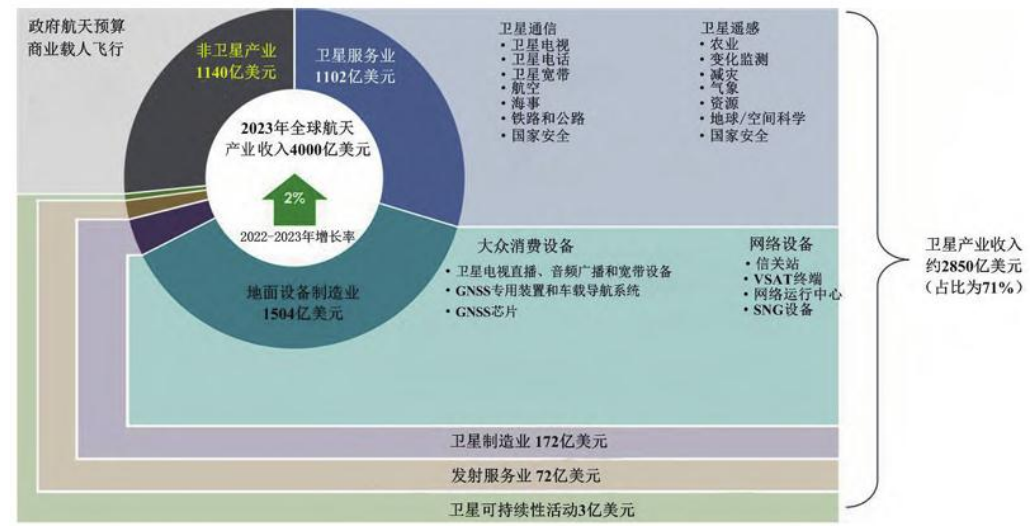 政府航天预算
商业载人飞行
非卫星产业
1140亿美元
卫星服务业
1102亿美元
2023年全球航天
产业收入4000亿美元
2%
2022-2023年增长率
地面设备制造业
1504亿美元
卫星通信
• 卫星电视
• 卫星电话
• 卫星宽带
• 航空
• 海事
• 铁路和公路
• 国家安全
卫星遥感
• 农业
• 变化监测
• 减灾
• 气象
• 资源
• 地球/空间科学
• 国家安全
大众消费设备
• 卫星电视直播、音频广播和宽带设备
• GNSS专用装置和车载导航系统
• GNSS芯片
网络设备
• 信关站
• VSAT终端
• 网络运行中心
• SNG设备
卫星制造业 172亿美元
发射服务业 72亿美元
卫星可持续性活动3亿美元
卫星产业收入
约2850亿美元
（占比为71%）